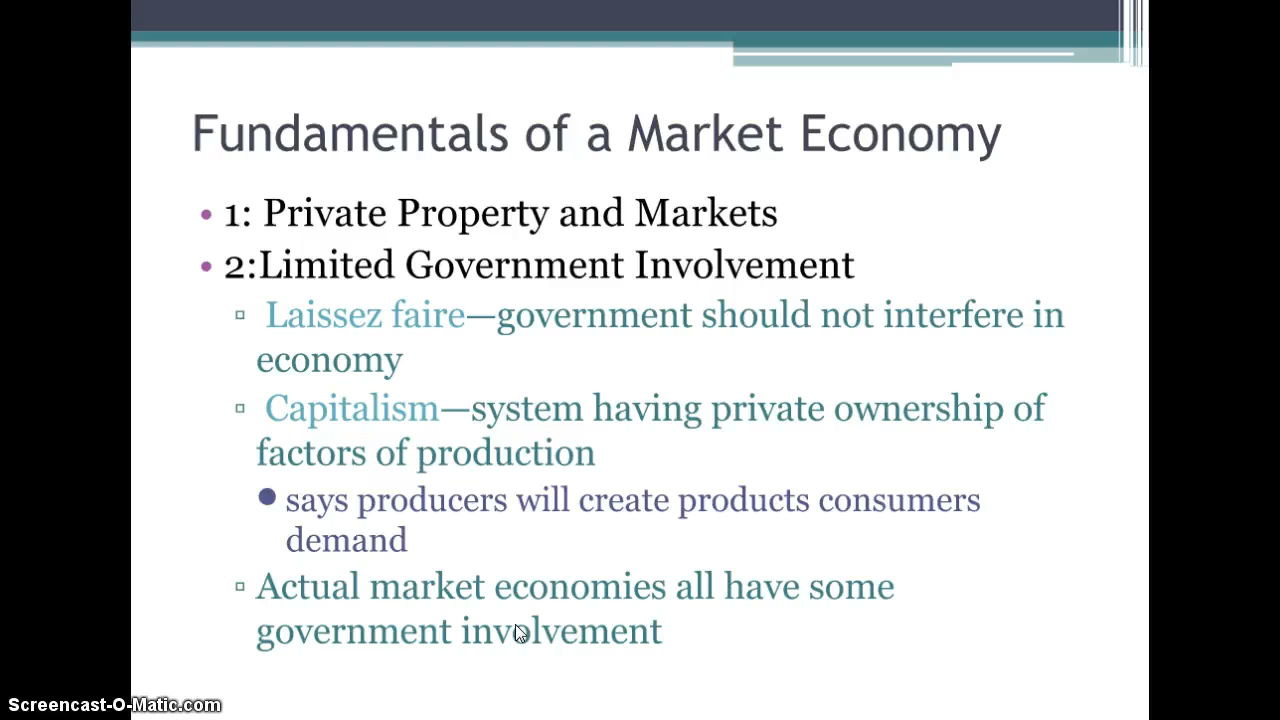 Fundamentals of a Market Economy
• 1: Private Property and Markets
• 2:Limited Government Involvement
▫ Laissez faire—government should not interfere in
economy
▫ Capitalism—system having private ownership of
factors of production
● says producers will create products consumers
demand
▫ Actual market economies all have some
government involvement
Screencast-O-Matic.com